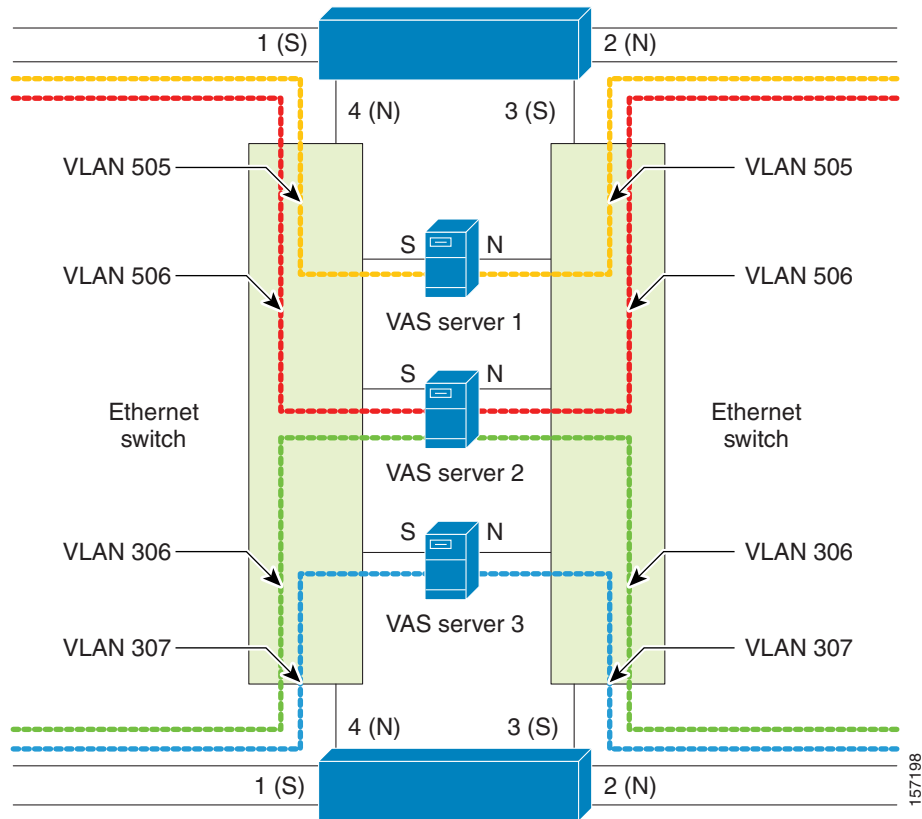 1 (S)
2 (N)
4 (N)
3 (S)
VLAN 505
VLAN 505
S
N
VLAN 506
VLAN 506
VAS server 1
S
N
Ethernet
switch
Ethernet
switch
VAS server 2
S
N
VLAN 306
VLAN 306
VAS server 3
VLAN 307
VLAN 307
4 (N)
3 (S)
1 (S)
2 (N)
157198